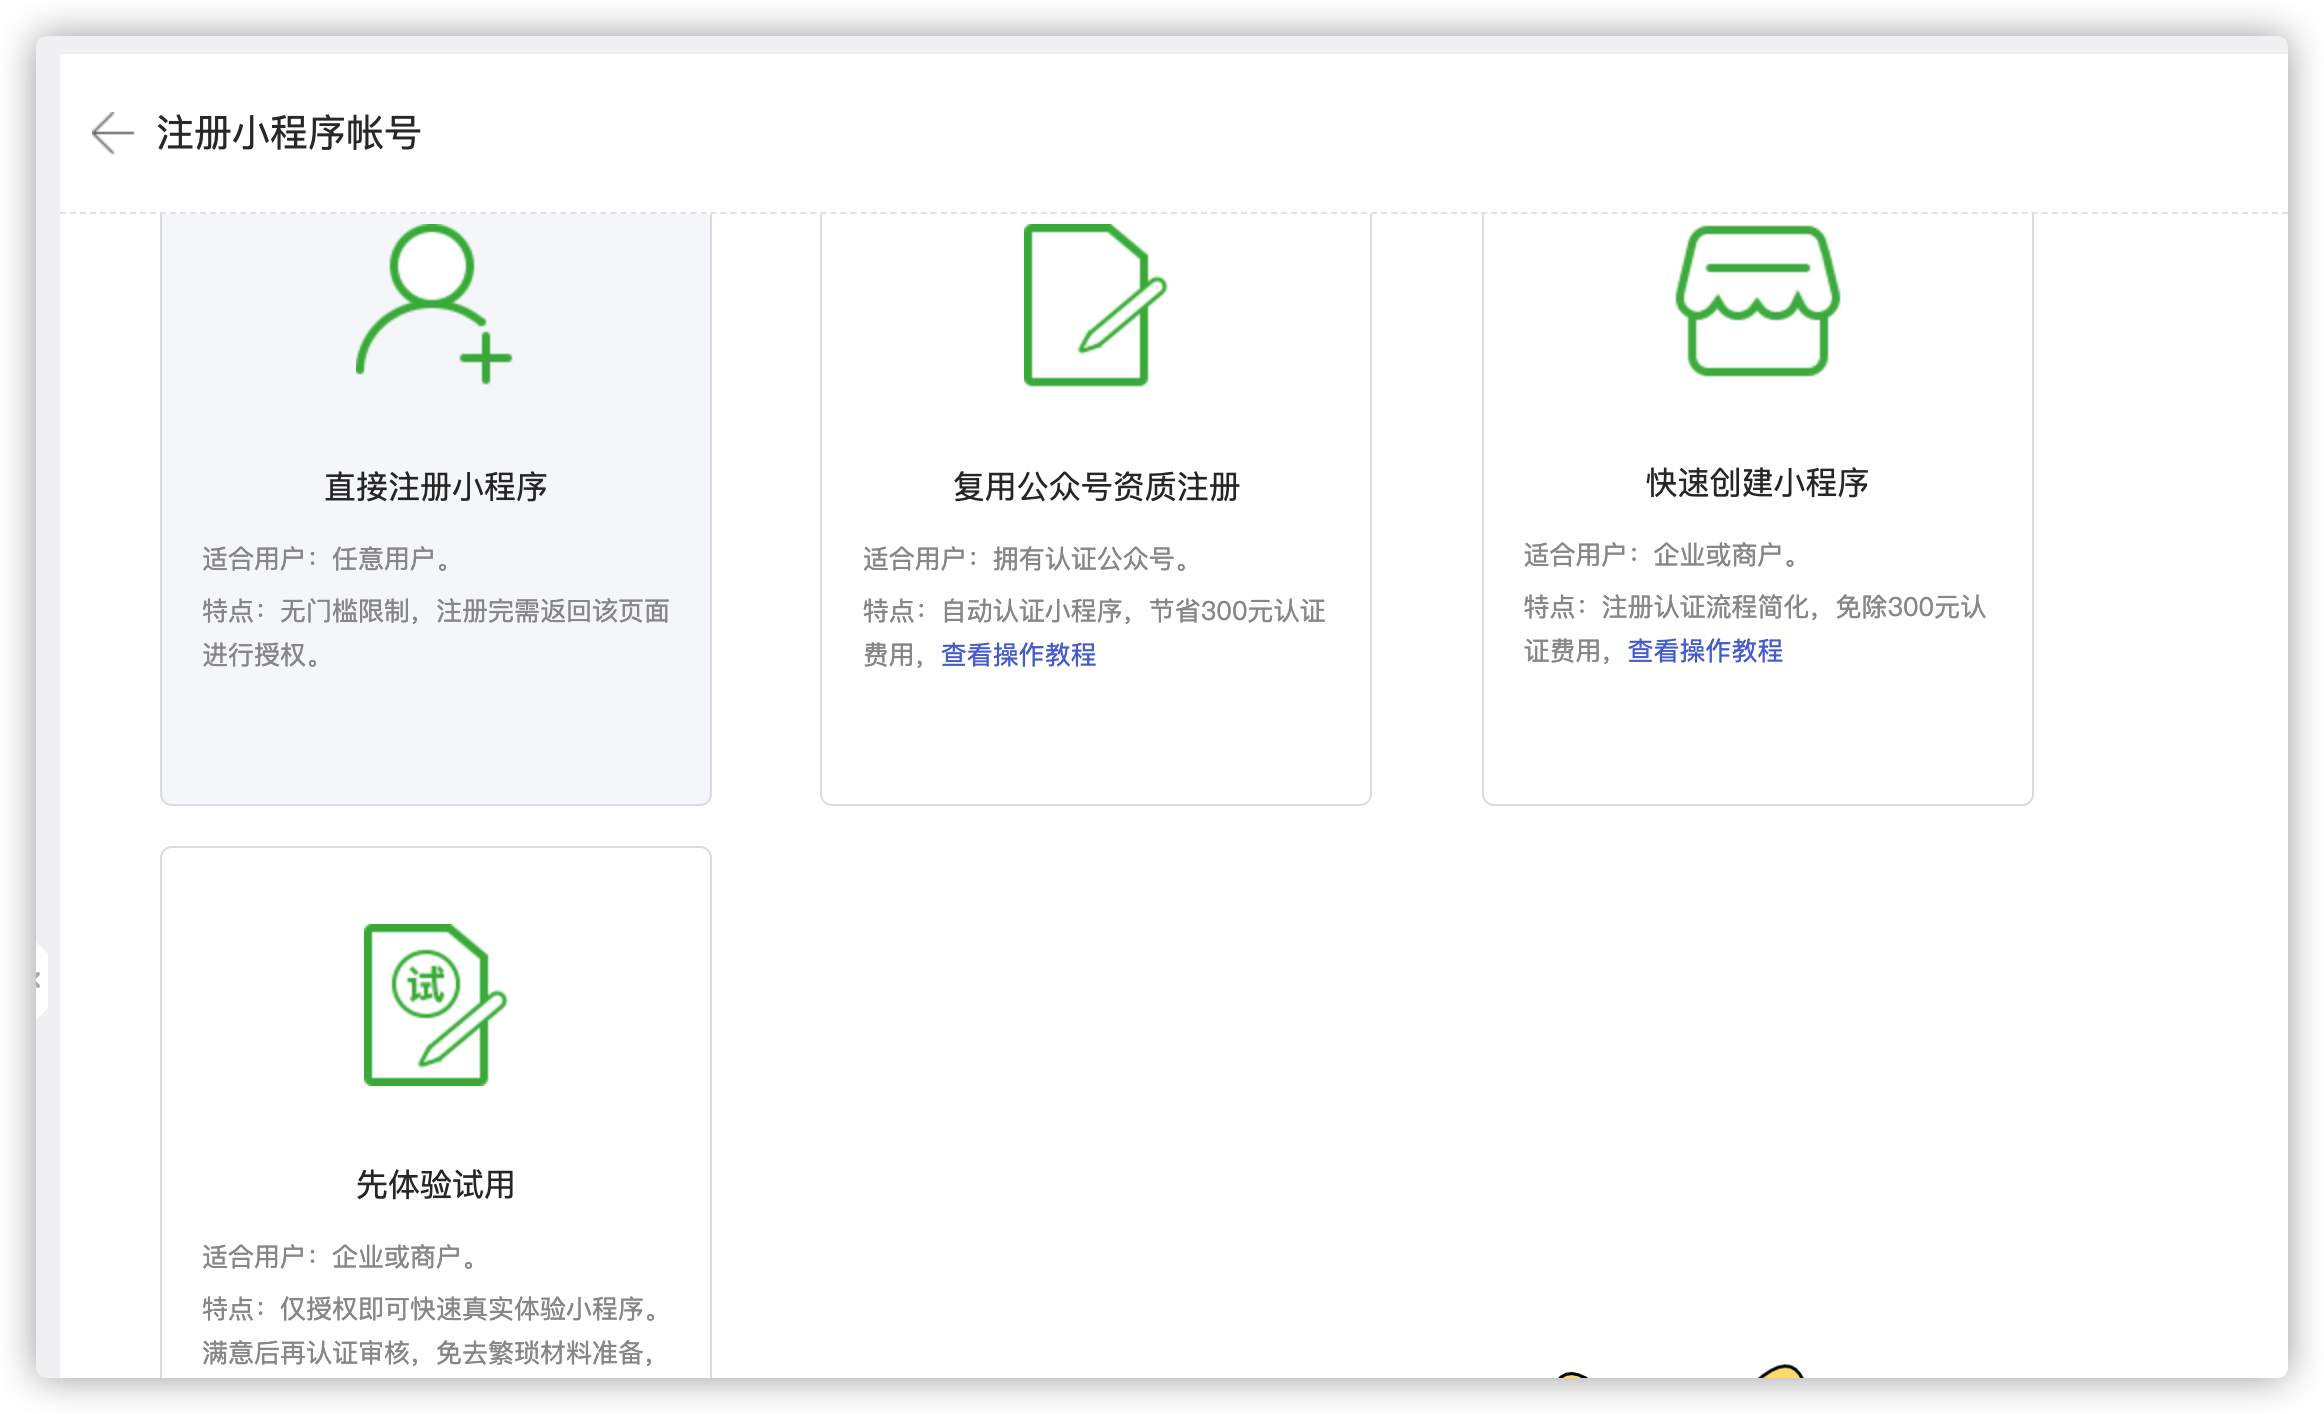 注册小程序帐号
直接注册小程序
适合用户：任意用户。
特点：无门槛限制，注册完需返回该页面
进行授权。
复用公众号资质注册
适合用户：拥有认证公众号。
特点：自动认证小程序，节省300元认证
费用，查看操作教程
快速创建小程序
适合用户：企业或商户。
特点：注册认证流程简化，免除300元认
证费用，查看操作教程
试
先体验试用
适合用户：企业或商户。
特点：仅授权即可快速真实体验小程序。
满意后再认证审核，免去繁琐材料准备，